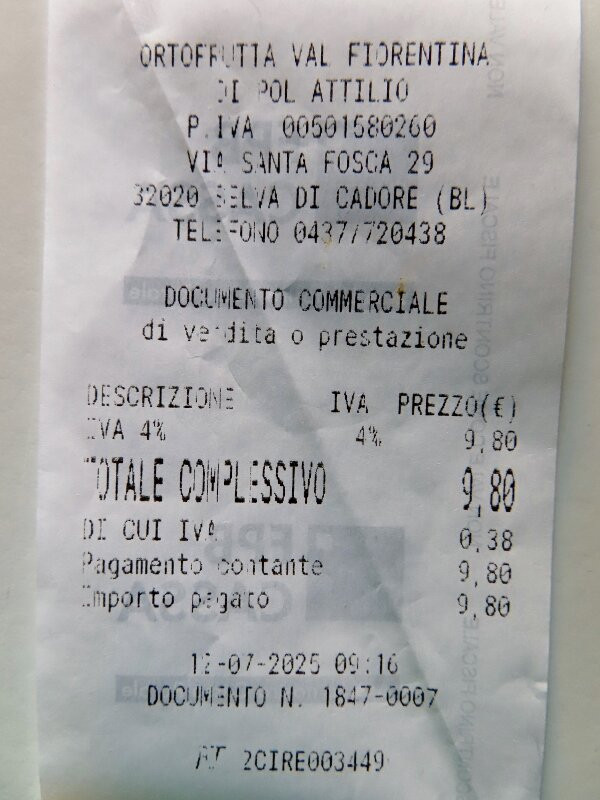 ORTOFRUTTA VAL FIORENTINA
DI POL ATTILIO
P.IVA 00501580260
VIA SANTA FOSCA 29
32020 SELVA DI CADORE (BL)
TELEFONO 0437/720438
DOCUMENTO COMMERCIALE
di vendita o prestazione
DESCRIZIONE IVA PREZZO(€)
IVA 4% 4% 9,80
TOTALE COMPLESSIVO 9,80
DI CUI IVA 0,38
Pagamento contante 9,80
Importo pagato 9,80
12-07-2025 09:16
DOCUMENTO N. 1847-0007
RT 2CIRE003449